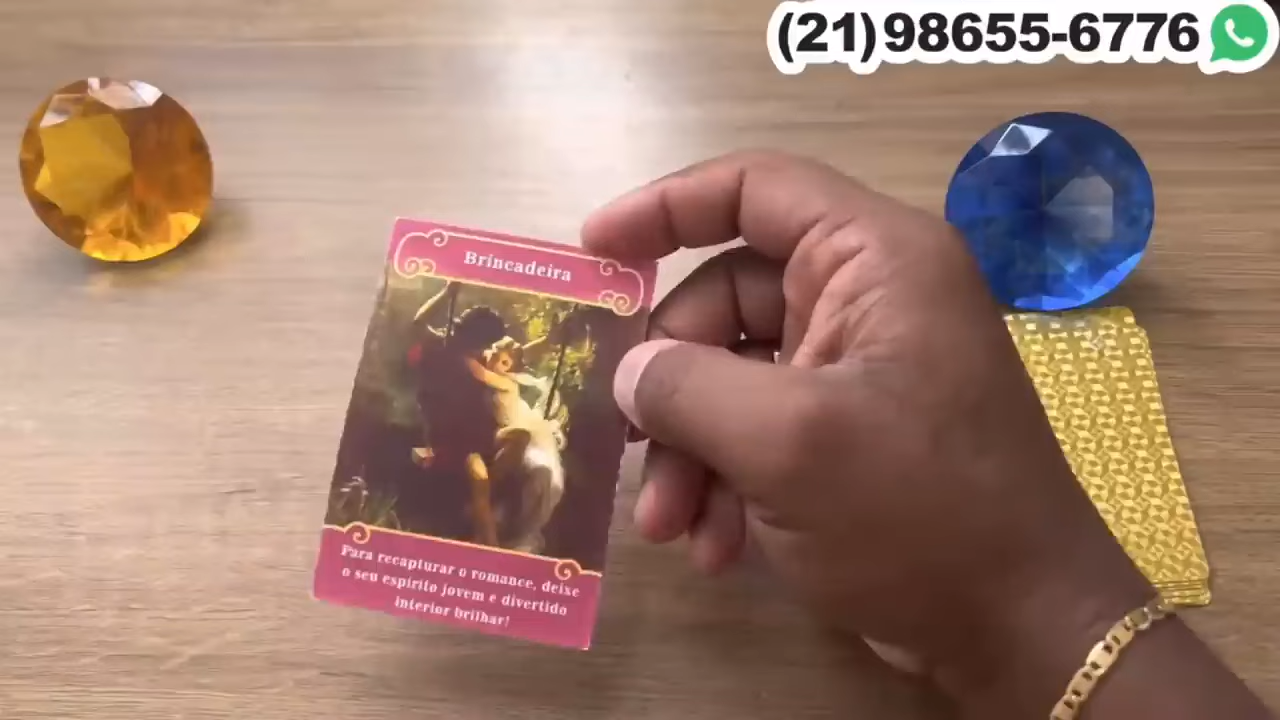 (21)98655-6776
Brincadeira
Para recapturar o romance, deixe
o seu espírito jovem e divertido
interior brilhar!